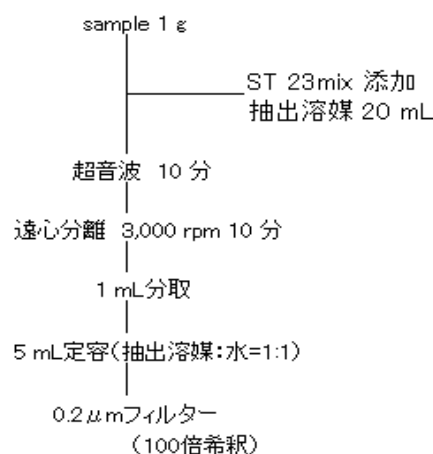 sample 1 g
ST 23mix 添加
抽出溶媒 20 mL
超音波 10 分
遠心分離 3,000 rpm 10 分
1 mL分取
5 mL定容(抽出溶媒:水=1:1)
0.2μmフィルター
(100倍希釈)